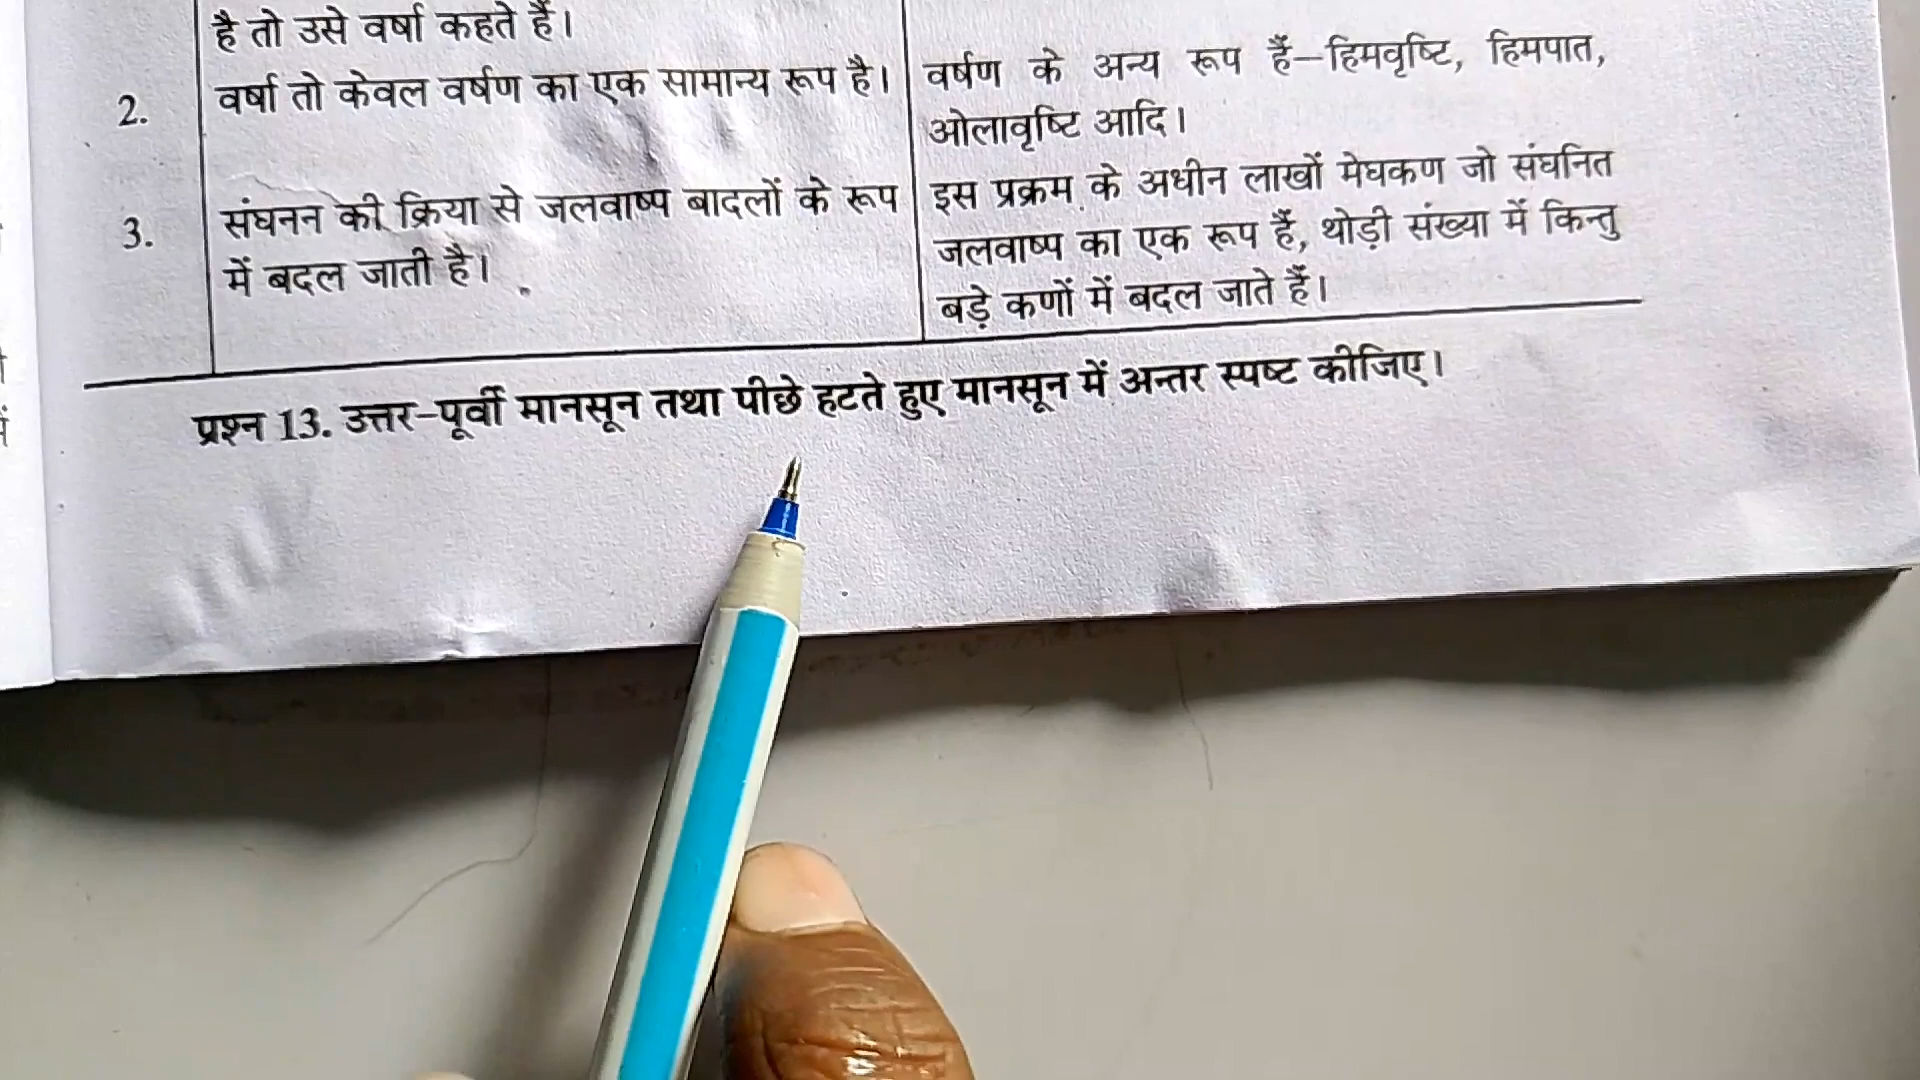 है तो उसे वर्षा कहते हैं।
2. वर्षा तो केवल वर्षण का एक सामान्य रूप है।
वर्षण के अन्य रूप हैं–हिमवृष्टि, हिमपात,
ओलावृष्टि आदि।
3. संघनन की क्रिया से जलवाष्प बादलों के रूप
में बदल जाती है।
इस प्रक्रम के अधीन लाखों मेघकण जो संघनित
जलवाष्प का एक रूप हैं, थोड़ी संख्या में किन्तु
बड़े कणों में बदल जाते हैं।
प्रश्न 13. उत्तर-पूर्वी मानसून तथा पीछे हटते हुए मानसून में अन्तर स्पष्ट कीजिए।